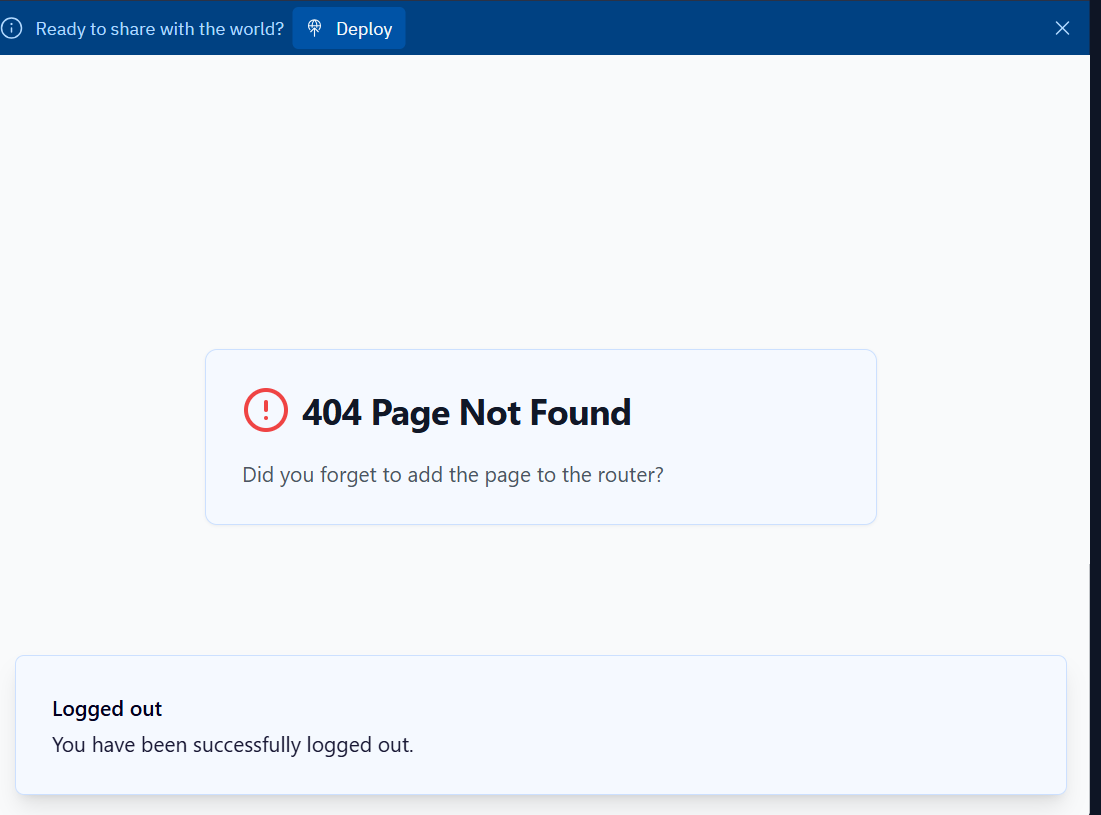 Ready to share with the world? Deploy
404 Page Not Found
Did you forget to add the page to the router?
Logged out
You have been successfully logged out.